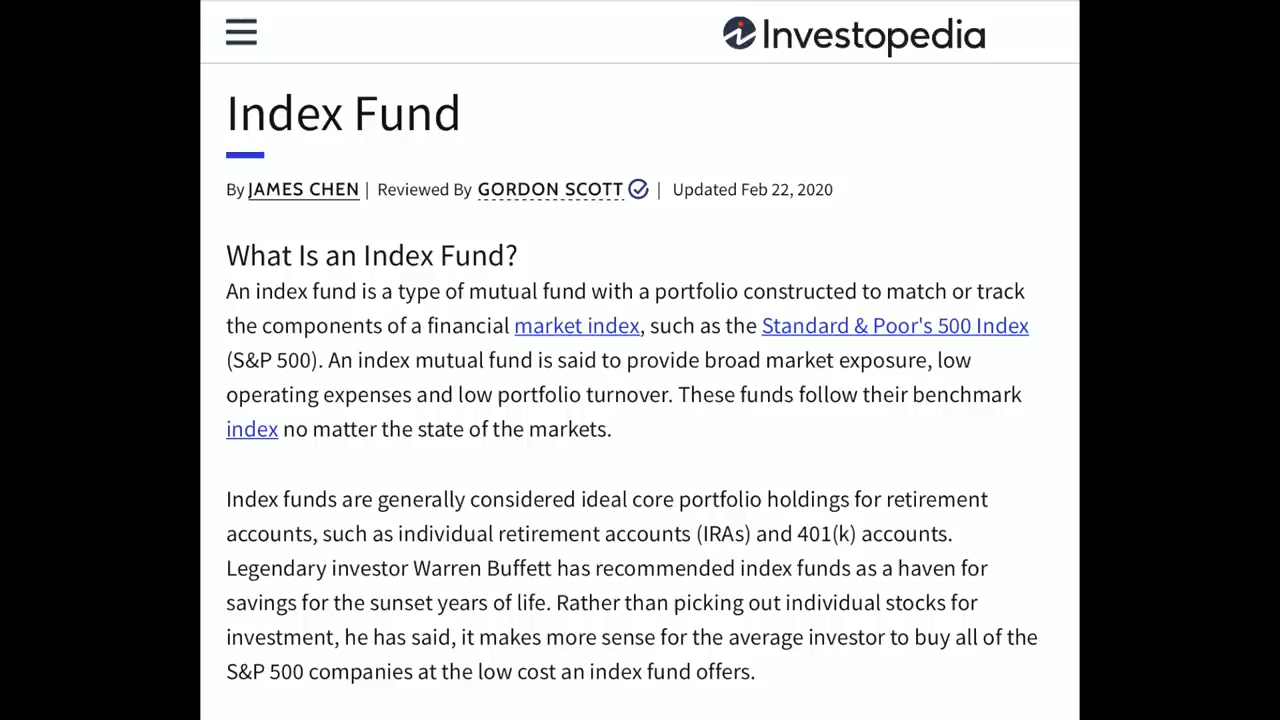 Investopedia
Index Fund
By JAMES CHEN | Reviewed By GORDON SCOTT | Updated Feb 22, 2020
What Is an Index Fund?
An index fund is a type of mutual fund with a portfolio constructed to match or track
the components of a financial market index, such as the Standard & Poor's 500 Index
(S&P 500). An index mutual fund is said to provide broad market exposure, low
operating expenses and low portfolio turnover. These funds follow their benchmark
index no matter the state of the markets.
Index funds are generally considered ideal core portfolio holdings for retirement
accounts, such as individual retirement accounts (IRAs) and 401(k) accounts.
Legendary investor Warren Buffett has recommended index funds as a haven for
savings for the sunset years of life. Rather than picking out individual stocks for
investment, he has said, it makes more sense for the average investor to buy all of the
S&P 500 companies at the low cost an index fund offers.